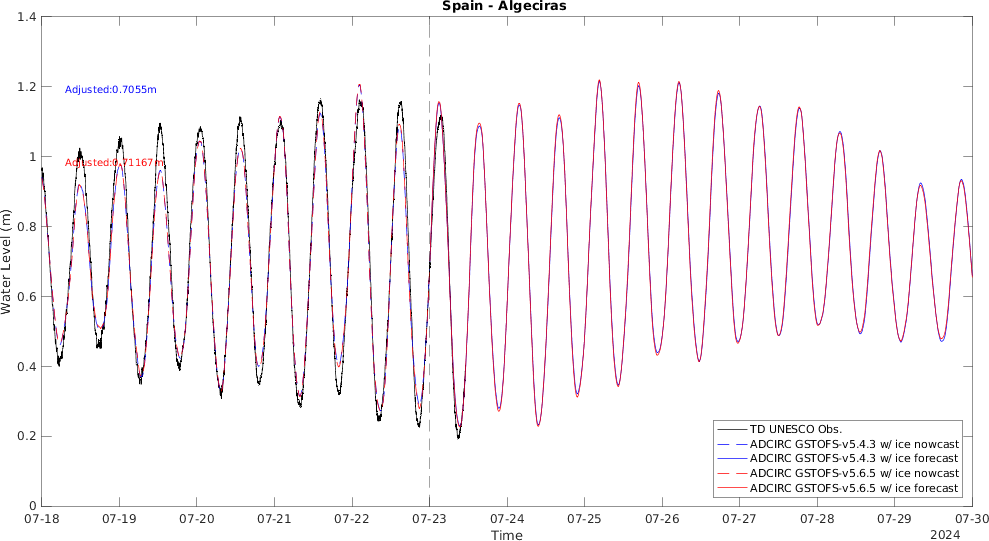 Spain - Algeciras
1.4
1.2
1
0.8
0.6
0.4
0.2
0
Water Level (m)
Adjusted:0.7055m
Adjusted:0.71167m
TD UNESCO Obs.
ADCIRC GSTOFS-v5.4.3 w/ ice nowcast
ADCIRC GSTOFS-v5.4.3 w/ ice forecast
ADCIRC GSTOFS-v5.6.5 w/ ice nowcast
ADCIRC GSTOFS-v5.6.5 w/ ice forecast
07-18 07-19 07-20 07-21 07-22 07-23 07-24 07-25 07-26 07-27 07-28 07-29 07-30
Time
2024